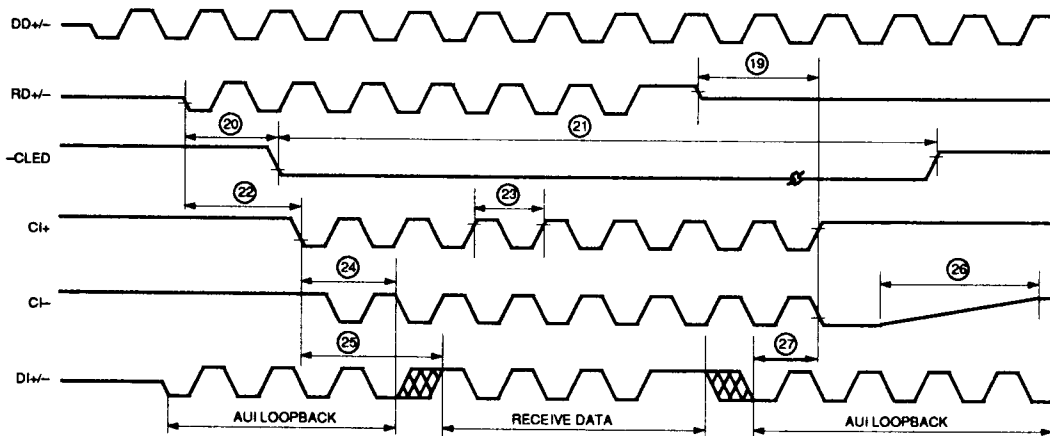 DD+/–
19
RD+/–
20
21
–CLED
22
23
CI+
24
26
CI–
25
27
DI+/–
AUI LOOPBACK
RECEIVE DATA
AUI LOOPBACK